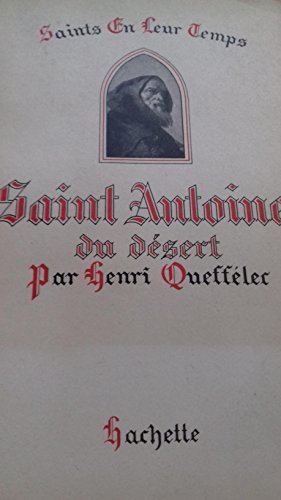 Saints En Leur Temps
Saint Antoine
du désert
Par Henri Queffélec
Hachette